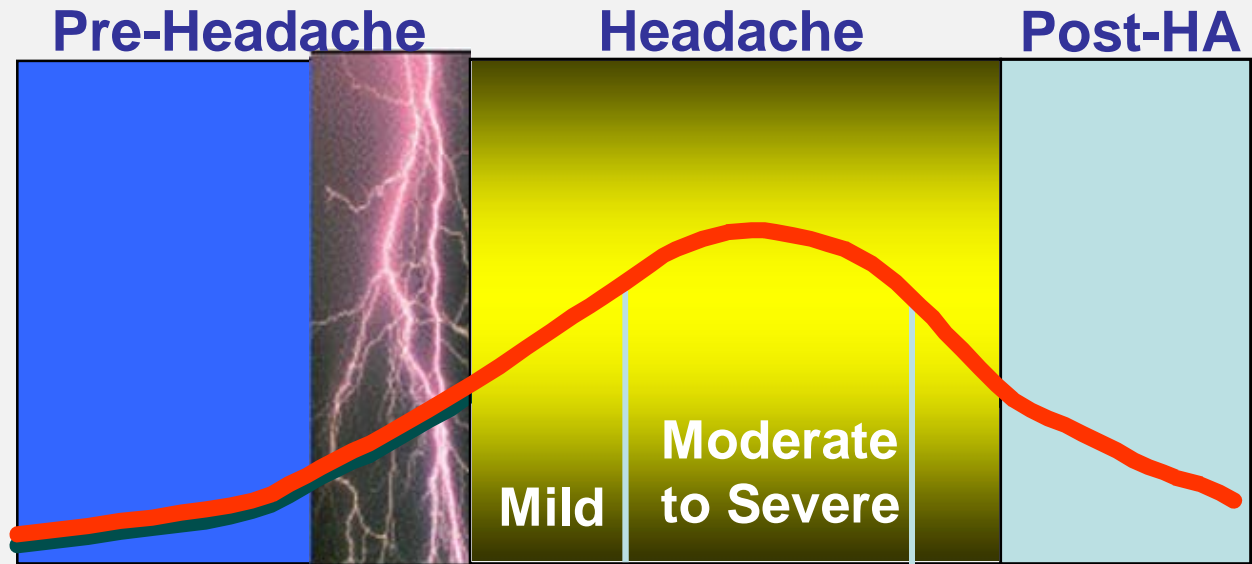 Pre-Headache
Headache
Post-HA
Mild
Moderate
to Severe